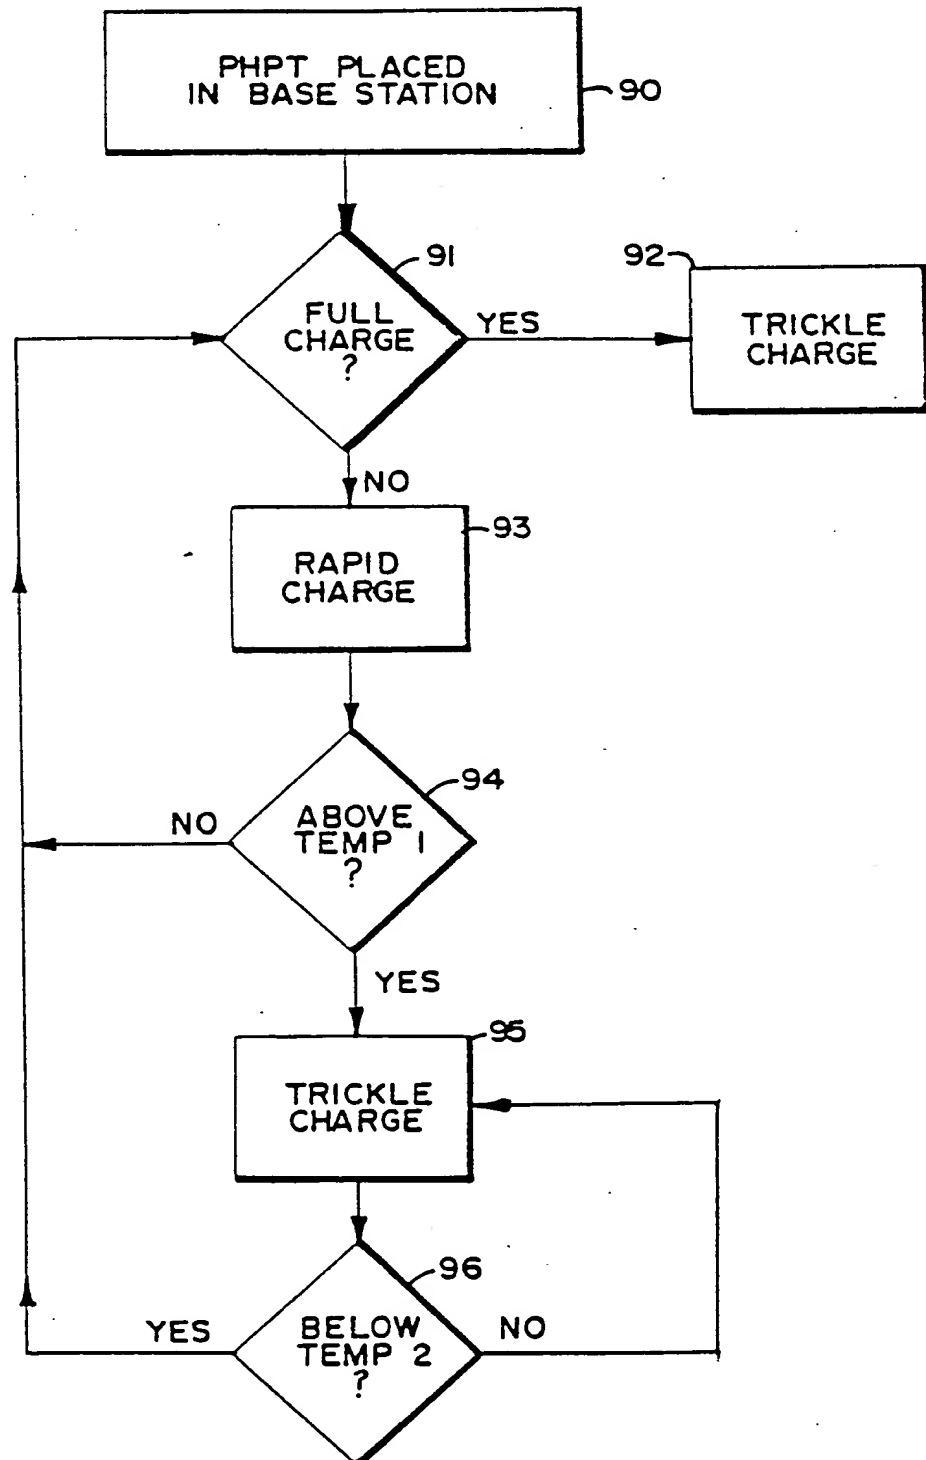 PHPT PLACED
IN BASE STATION
90
91
FULL
CHARGE
?
YES
92
TRICKLE
CHARGE
NO
93
RAPID
CHARGE
94
ABOVE
TEMP 1
?
NO
YES
95
TRICKLE
CHARGE
96
BELOW
TEMP 2
?
YES
NO